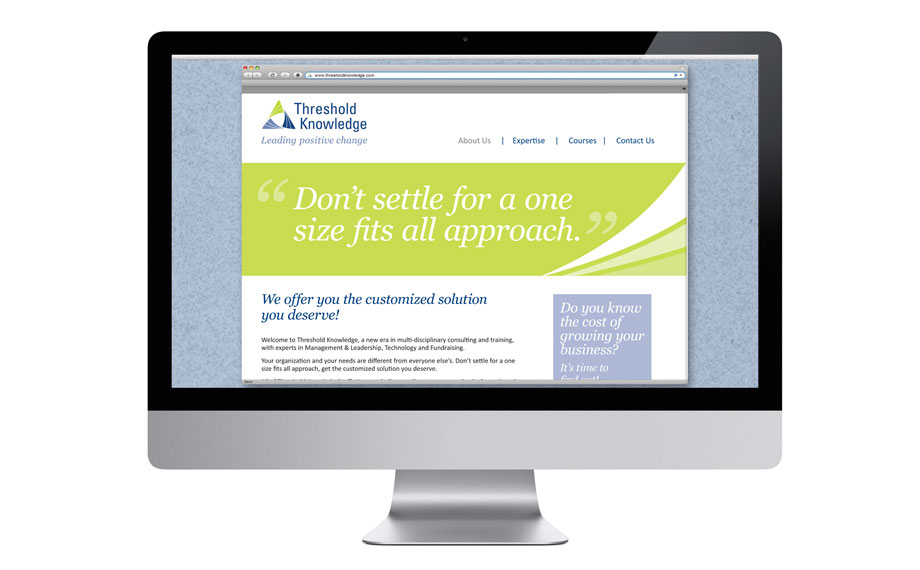 www.thresholdknowledge.com
Threshold
Knowledge
Leading positive change
About Us | Expertise | Courses | Contact Us
“Don’t settle for a one
size fits all approach.”
We offer you the customized solution
you deserve!
Welcome to Threshold Knowledge, a new era in multi-disciplinary consulting and training,
with experts in Management & Leadership, Technology and Fundraising.
Your organization and your needs are different from everyone else’s. Don’t settle for a one
size fits all approach, get the customized solution you deserve.
Do you know
the cost of
growing your
business?
It’s time to
find out!